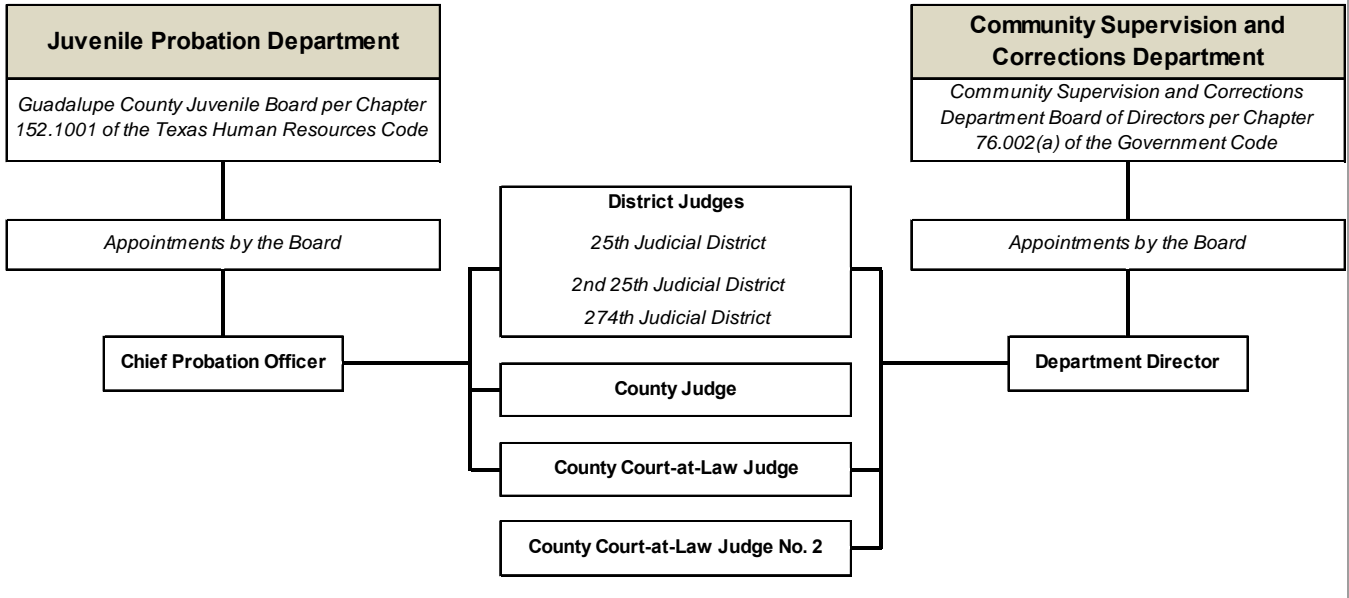 Juvenile Probation Department
Guadalupe County Juvenile Board per Chapter
152.1001 of the Texas Human Resources Code
Appointments by the Board
Chief Probation Officer
District Judges
25th Judicial District
2nd 25th Judicial District
274th Judicial District
County Judge
County Court-at-Law Judge
County Court-at-Law Judge No. 2
Community Supervision and
Corrections Department
Community Supervision and Corrections
Department Board of Directors per Chapter
76.002(a) of the Government Code
Appointments by the Board
Department Director